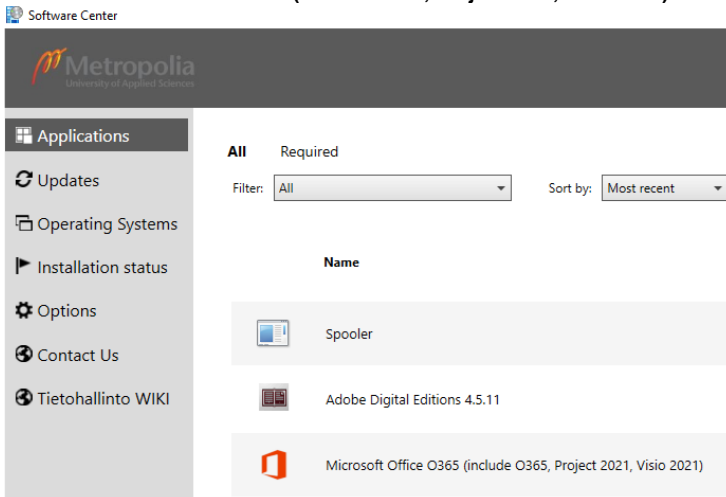 Software Center
Metropolia
University of Applied Sciences
Applications
Updates
Operating Systems
Installation status
Options
Contact Us
Tietohallinto WIKI
All Required
Filter: All Sort by: Most recent
Name
Spooler
Adobe Digital Editions 4.5.11
Microsoft Office O365 (include O365, Project 2021, Visio 2021)